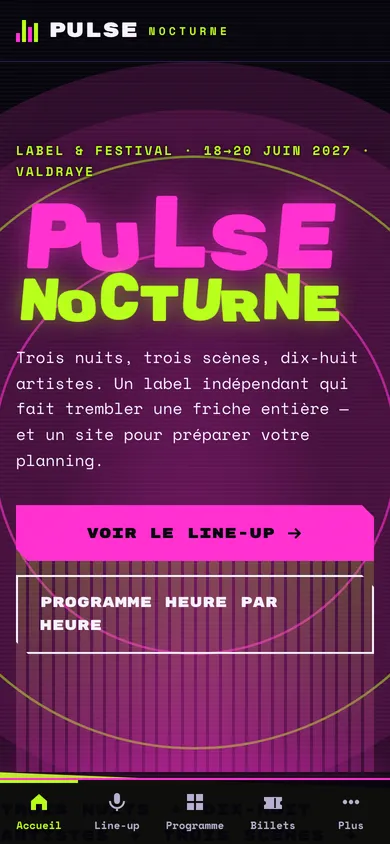 PULSE NOCTURNE
LABEL & FESTIVAL · 18→20 JUIN 2027 ·
VALDRAYE
PULSE
NOCTURNE
Trois nuits, trois scènes, dix-huit
artistes. Un label indépendant qui
fait trembler une friche entière —
et un site pour préparer votre
planning.
VOIR LE LINE-UP →
PROGRAMME HEURE PAR
HEURE
Accueil Line-up Programme Billets Plus